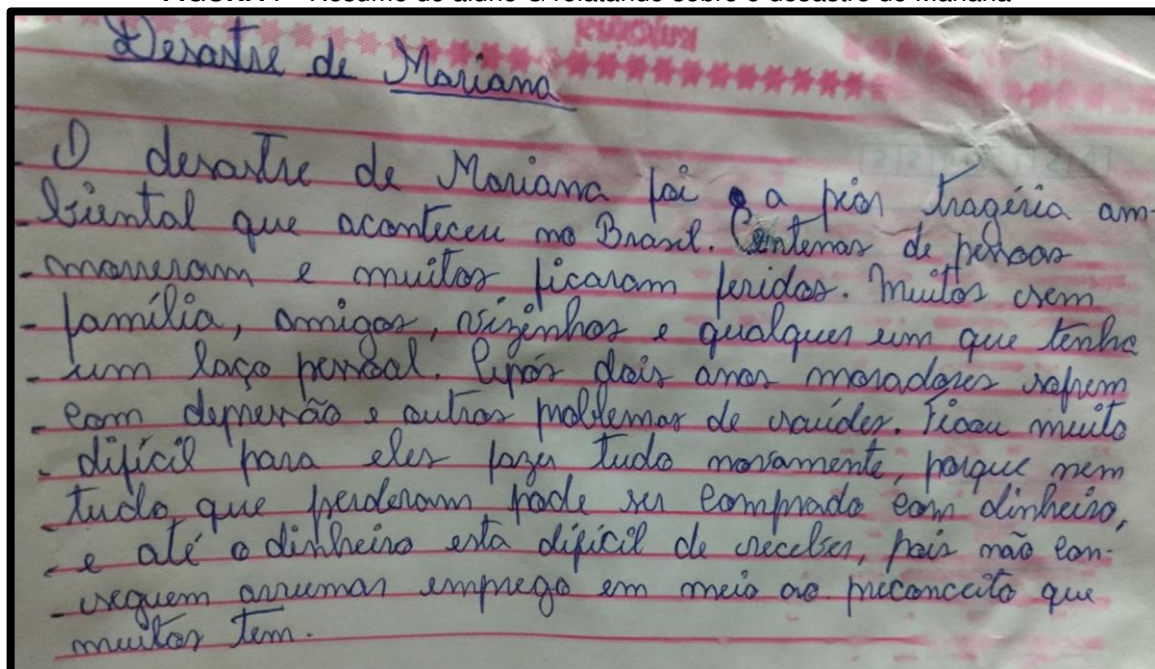 Desastre de Mariana
O desastre de Mariana foi a pior tragéria am-
biental que aconteceu no Brasil. Centenas de pessoas
morreram e muitos ficaram feridos. Muitos sem
família, amigos, vizinhos e qualquer um que tenha
um laço pessoal. Após dois anos moradores sofrem
com depressão e outros problemas de saúdes. Ficou muito
difícil para eles fazer tudo novamente, porque nem
tudo que perderam pode ser comprado com dinheiro,
e até o dinheiro esta difícil de receber, pois não con-
seguem arrumar emprego em meio ao preconceito que
muitos tem.